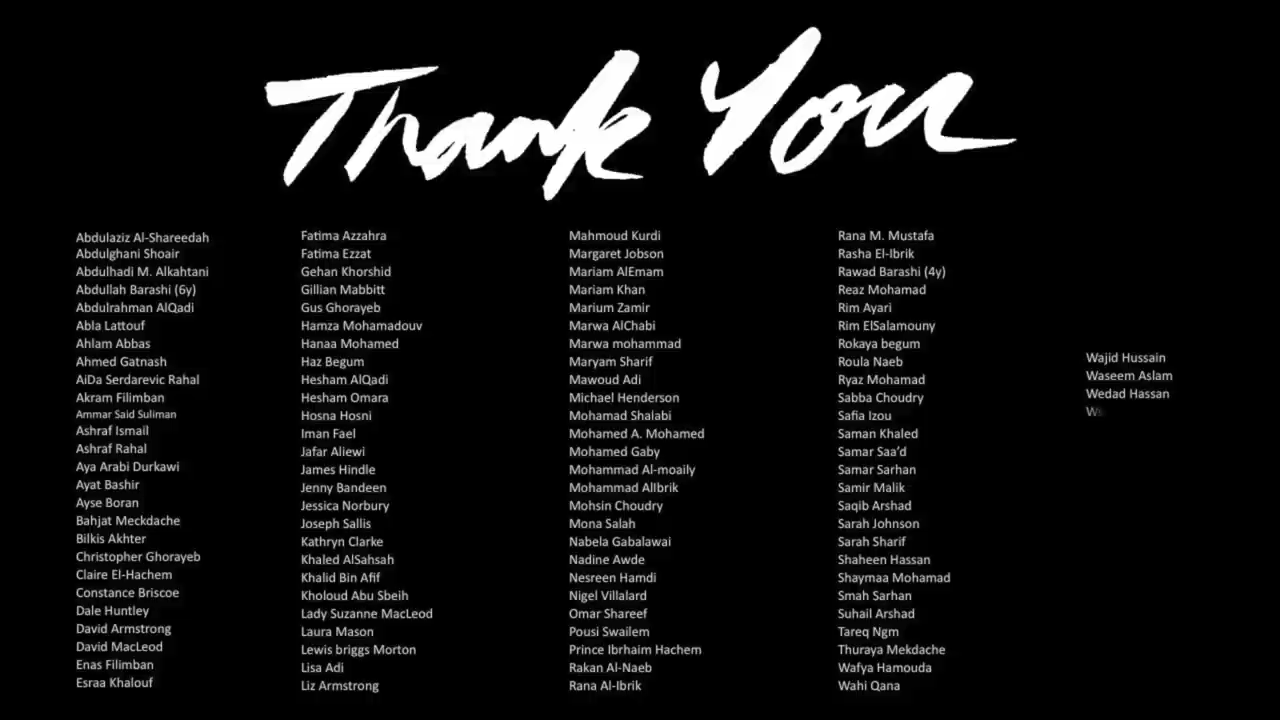 Thank You
Abdulaziz Al-Shareedah
Abdulghani Shoair
Abdulhadi M. Alkahtani
Abdullah Barashi (6y)
Abdulrahman AlQadi
Abla Lattouf
Ahlam Abbas
Ahmed Gatnash
AiDa Serdarevic Rahal
Akram Filimban
Ammar Said Suliman
Ashraf Ismail
Ashraf Rahal
Aya Arabi Durkawi
Ayat Bashir
Ayse Boran
Bahjat Meckdache
Bilkis Akhter
Christopher Ghorayeb
Claire El-Hachem
Constance Briscoe
Dale Huntley
David Armstrong
David MacLeod
Enas Filimban
Esraa Khalouf
Fatima Azzahra
Fatima Ezzat
Gehan Khorshid
Gillian Mabbitt
Gus Ghorayeb
Hamza Mohamadouv
Hanaa Mohamed
Haz Begum
Hesham AlQadi
Hesham Omara
Hosna Hosni
Iman Fael
Jafar Aliewi
James Hindle
Jenny Bandeen
Jessica Norbury
Joseph Sallis
Kathryn Clarke
Khaled AlSahsah
Khalid Bin Afif
Kholoud Abu Sbeih
Lady Suzanne MacLeod
Laura Mason
Lewis briggs Morton
Lisa Adi
Liz Armstrong
Mahmoud Kurdi
Margaret Jobson
Mariam AlEmam
Mariam Khan
Marium Zamir
Marwa AlChabi
Marwa mohammad
Maryam Sharif
Mawoud Adi
Michael Henderson
Mohamad Shalabi
Mohamed A. Mohamed
Mohamed Gaby
Mohammad Al-moaily
Mohammad AlIbrik
Mohsin Choudry
Mona Salah
Nabela Gabalawai
Nadine Awde
Nesreen Hamdi
Nigel Villalard
Omar Shareef
Pousi Swailem
Prince Ibrhaim Hachem
Rakan Al-Naeb
Rana Al-Ibrik
Rana M. Mustafa
Rasha El-Ibrik
Rawad Barashi (4y)
Reaz Mohamad
Rim Ayari
Rim ElSalamouny
Rokaya begum
Roula Naeb
Ryaz Mohamad
Sabba Choudry
Safia Izou
Saman Khaled
Samar Saa’d
Samar Sarhan
Samir Malik
Saqib Arshad
Sarah Johnson
Sarah Sharif
Shaheen Hassan
Shaymaa Mohamad
Smah Sarhan
Suhail Arshad
Tareq Ngm
Thuraya Mekdache
Wafya Hamouda
Wahi Qana
Wajid Hussain
Waseem Aslam
Wedad Hassan